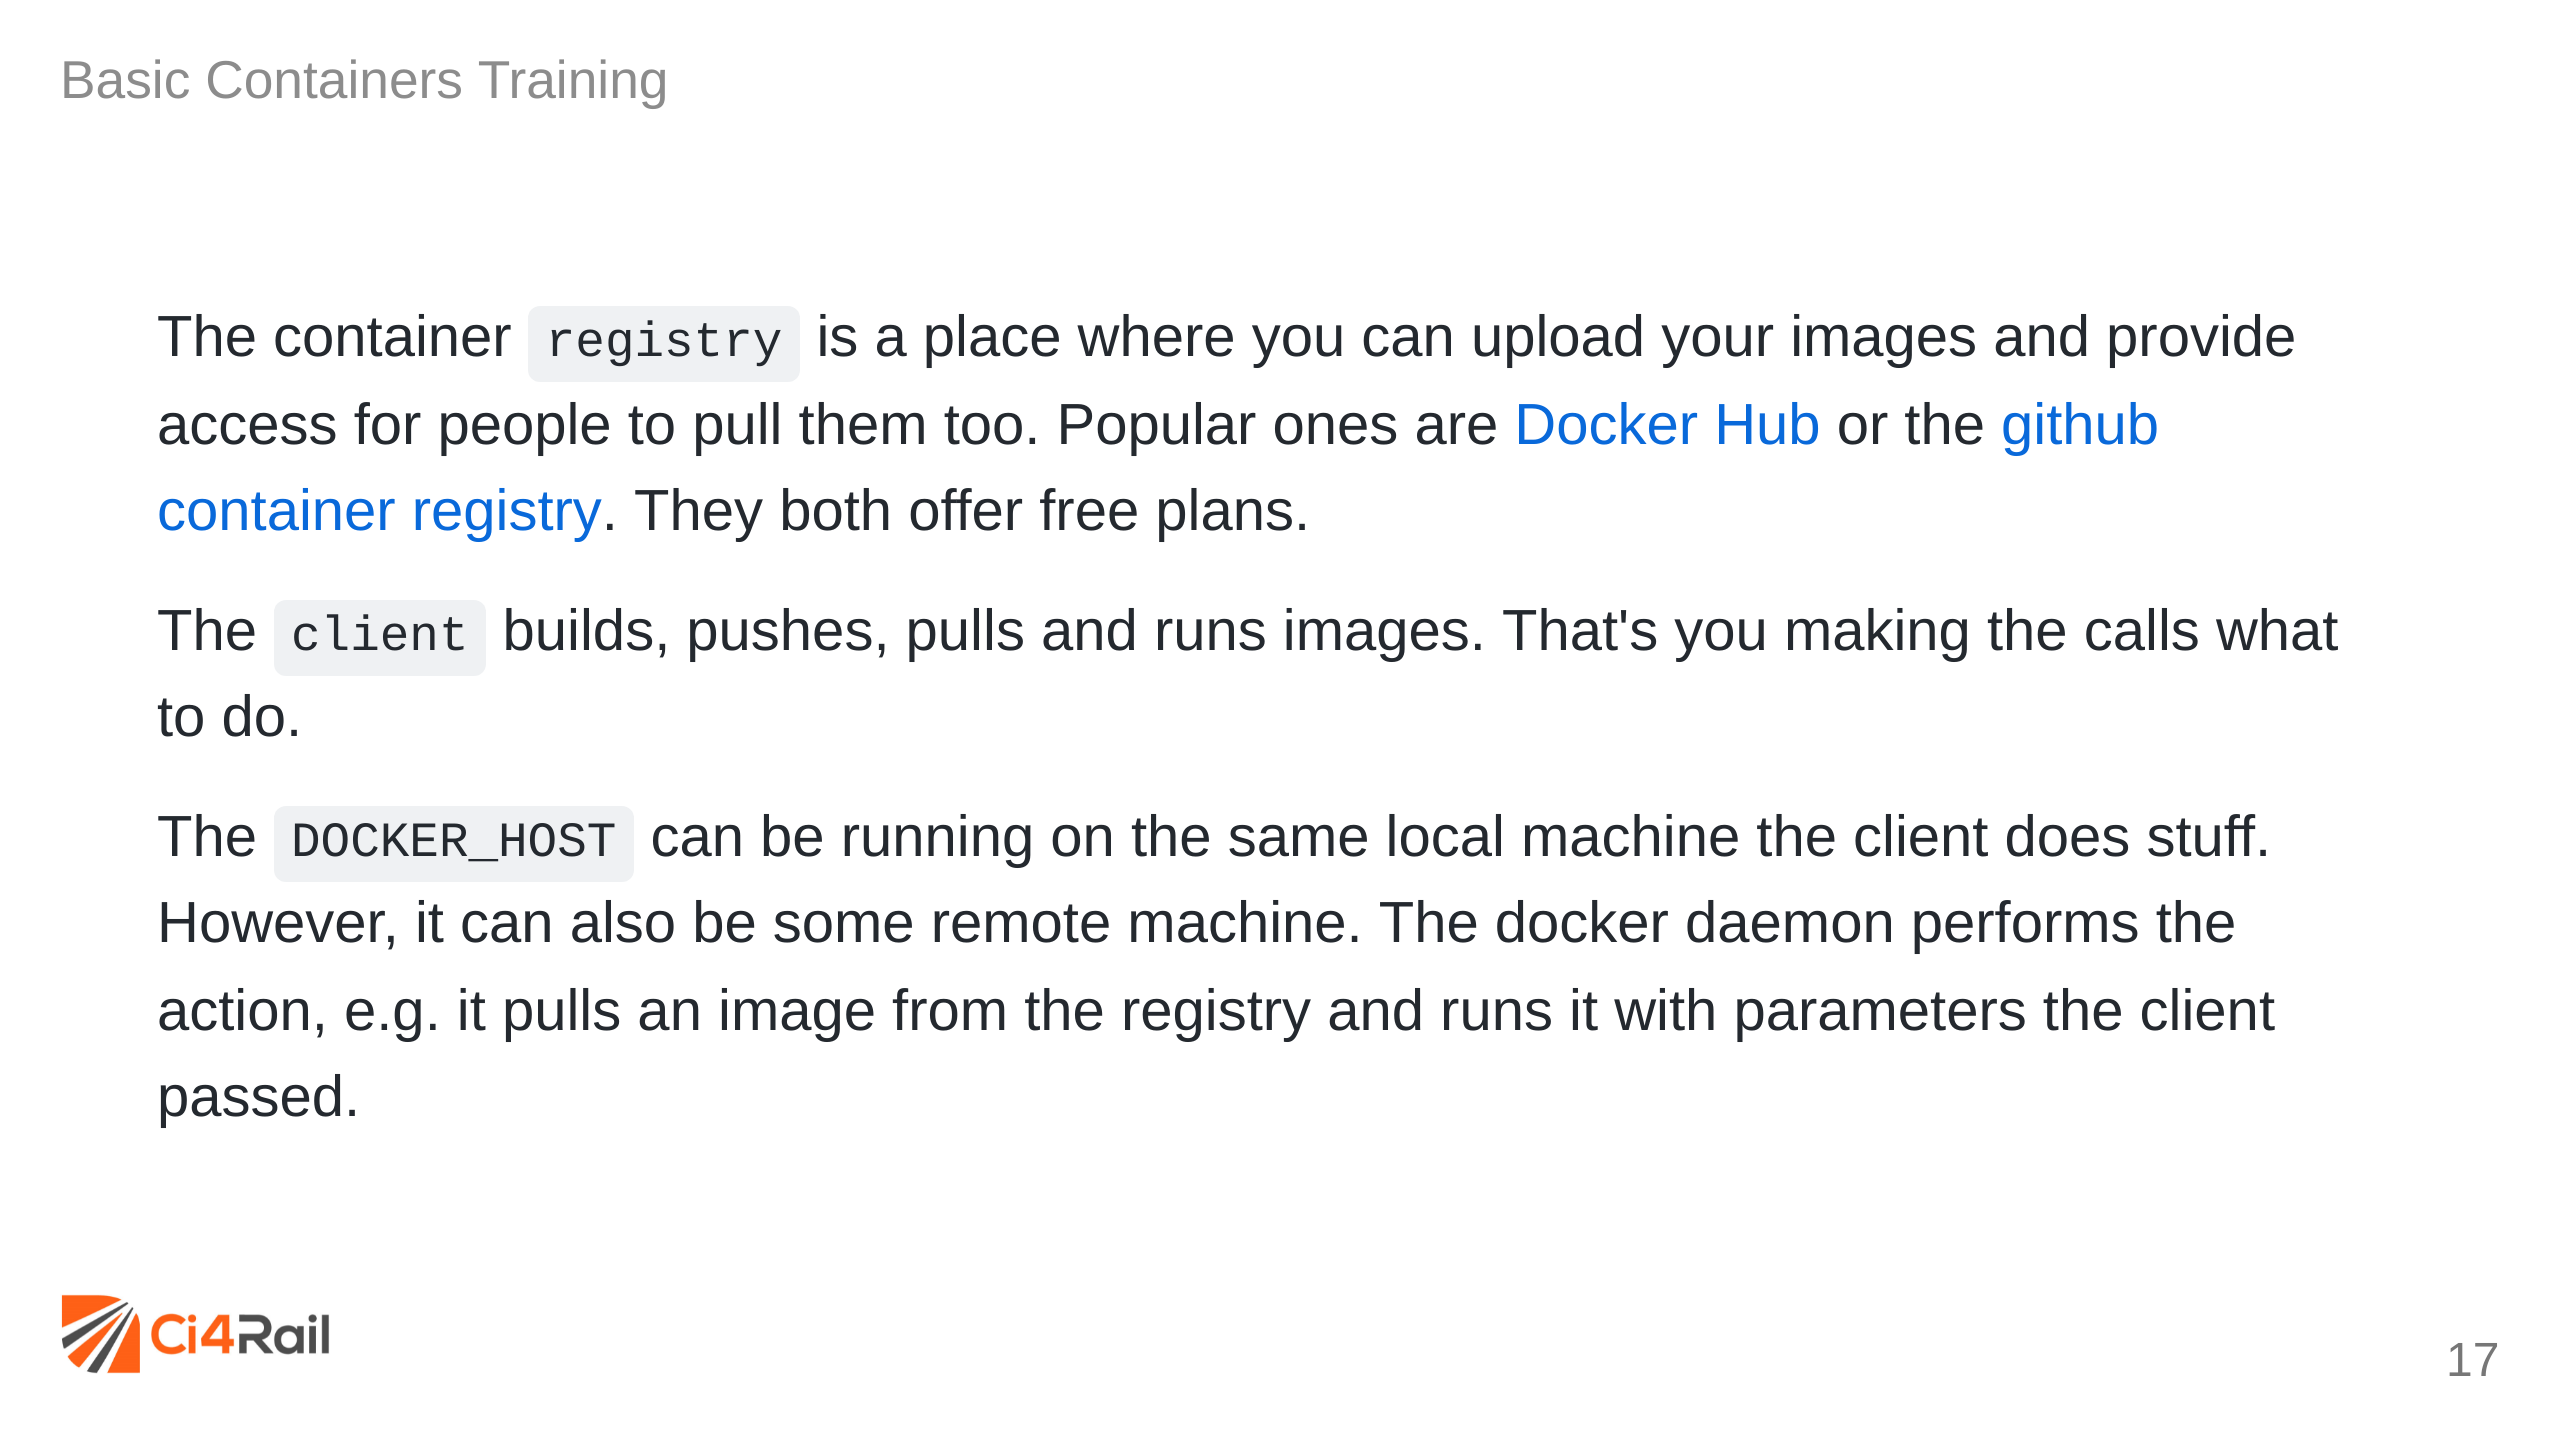 Basic Containers Training
The container registry is a place where you can upload your images and provide
access for people to pull them too. Popular ones are Docker Hub or the github
container registry. They both offer free plans.
The client builds, pushes, pulls and runs images. That's you making the calls what
to do.
The DOCKER_HOST can be running on the same local machine the client does stuff.
However, it can also be some remote machine. The docker daemon performs the
action, e.g. it pulls an image from the registry and runs it with parameters the client
passed.
Ci4Rail
17